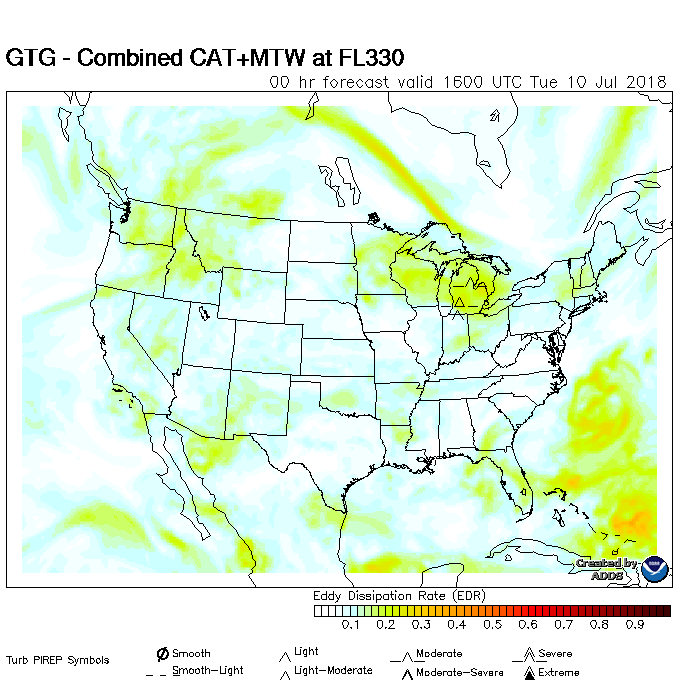 GTG - Combined CAT+MTW at FL330
00 hr forecast valid 1600 UTC Tue 10 Jul 2018
Created by
ADDS
Eddy Dissipation Rate (EDR)
0.1 0.2 0.3 0.4 0.5 0.6 0.7 0.8 0.9
Turb PIREP Symbols
Smooth Light Moderate Severe
Smooth-Light Light-Moderate Moderate-Severe Extreme